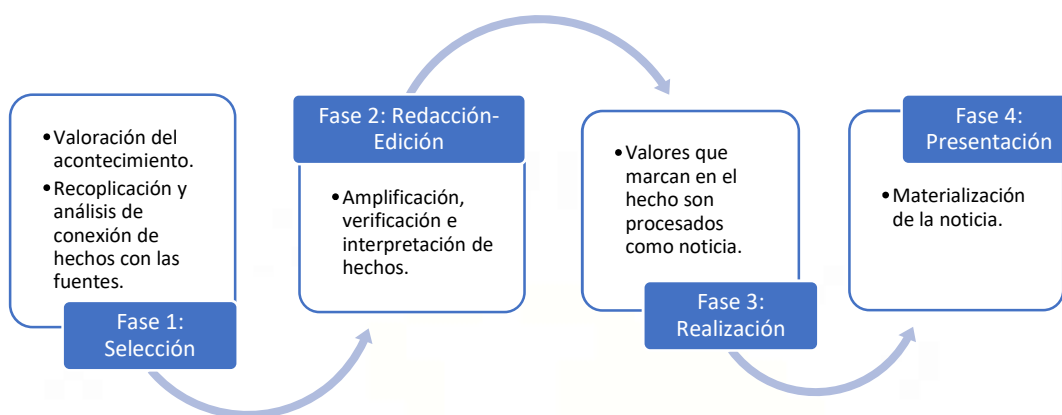 •Valoración del
acontecimiento.
•Recoplicación y
análisis de
conexión de
hechos con las
fuentes.
Fase 1:
Selección
Fase 2: Redacción-
Edición
•Amplificación,
verificación e
interpretación de
hechos.
•Valores que
marcan en el
hecho son
procesados
como noticia.
Fase 3:
Realización
Fase 4:
Presentación
•Materialización
de la noticia.